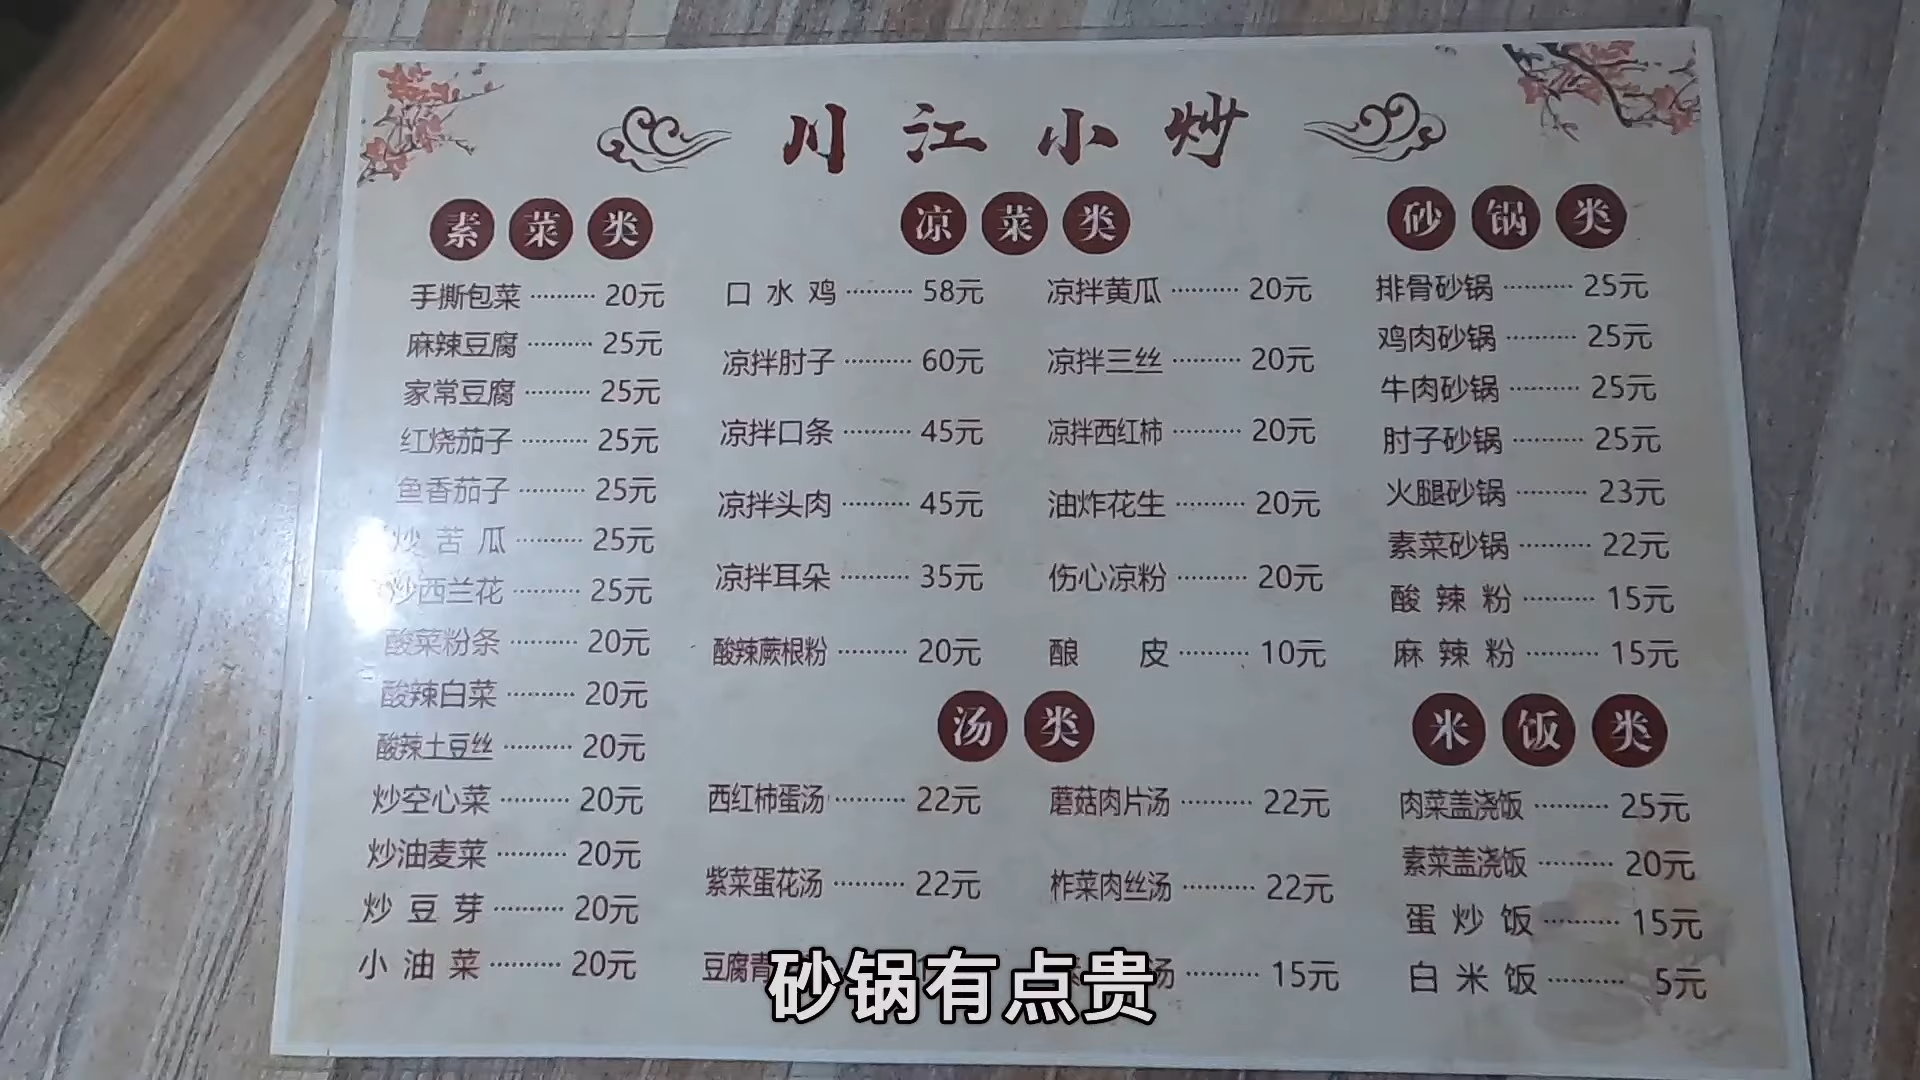 川江小炒
素菜类
手撕包菜 ·········· 20元
麻辣豆腐 ·········· 25元
家常豆腐 ·········· 25元
红烧茄子 ·········· 25元
鱼香茄子 ·········· 25元
炒苦瓜 ·········· 25元
炒西兰花 ·········· 25元
酸菜粉条 ·········· 20元
酸辣白菜 ·········· 20元
酸辣土豆丝 ·········· 20元
炒空心菜 ·········· 20元
炒油麦菜 ·········· 20元
炒豆芽 ·········· 20元
小油菜 ·········· 20元
凉菜类
口水鸡 ·········· 58元
凉拌肘子 ·········· 60元
凉拌口条 ·········· 45元
凉拌头肉 ·········· 45元
凉拌耳朵 ·········· 35元
酸辣蕨根粉 ·········· 20元
凉拌黄瓜 ·········· 20元
凉拌三丝 ·········· 20元
凉拌西红柿 ·········· 20元
油炸花生 ·········· 20元
伤心凉粉 ·········· 20元
酿皮 ·········· 10元
汤类
西红柿蛋汤 ·········· 22元
紫菜蛋花汤 ·········· 22元
豆腐青
蘑菇肉片汤 ·········· 22元
柞菜肉丝汤 ·········· 22元
汤 ·········· 15元
砂锅类
排骨砂锅 ·········· 25元
鸡肉砂锅 ·········· 25元
牛肉砂锅 ·········· 25元
肘子砂锅 ·········· 25元
火腿砂锅 ·········· 23元
素菜砂锅 ·········· 22元
酸辣粉 ·········· 15元
麻辣粉 ·········· 15元
米饭类
肉菜盖浇饭 ·········· 25元
素菜盖浇饭 ·········· 20元
蛋炒饭 ·········· 15元
白米饭 ·········· 5元
砂锅有点贵